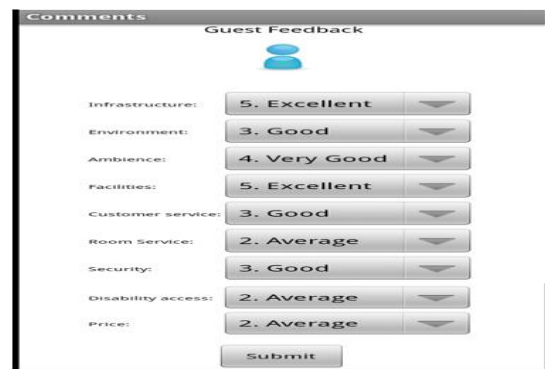 Comments
Guest Feedback
Infrastructure: 5. Excellent
Environment: 3. Good
Ambience: 4. Very Good
Facilities: 5. Excellent
Customer service: 3. Good
Room Service: 2. Average
Security: 3. Good
Disability access: 2. Average
Price: 2. Average
Submit